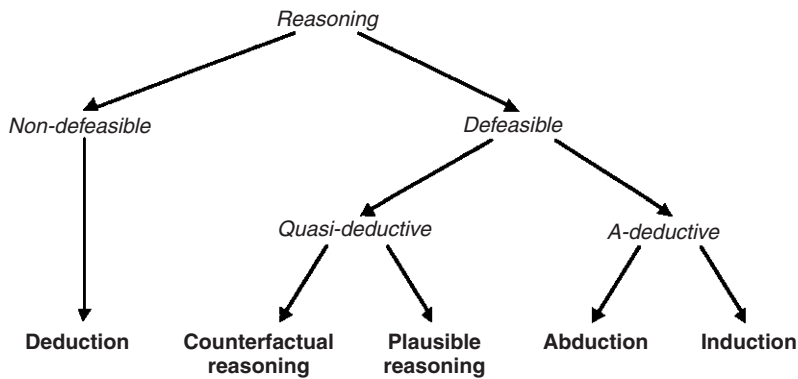 Reasoning
Non-defeasible
Defeasible
Quasi-deductive
A-deductive
Deduction
Counterfactual
reasoning
Plausible
reasoning
Abduction
Induction